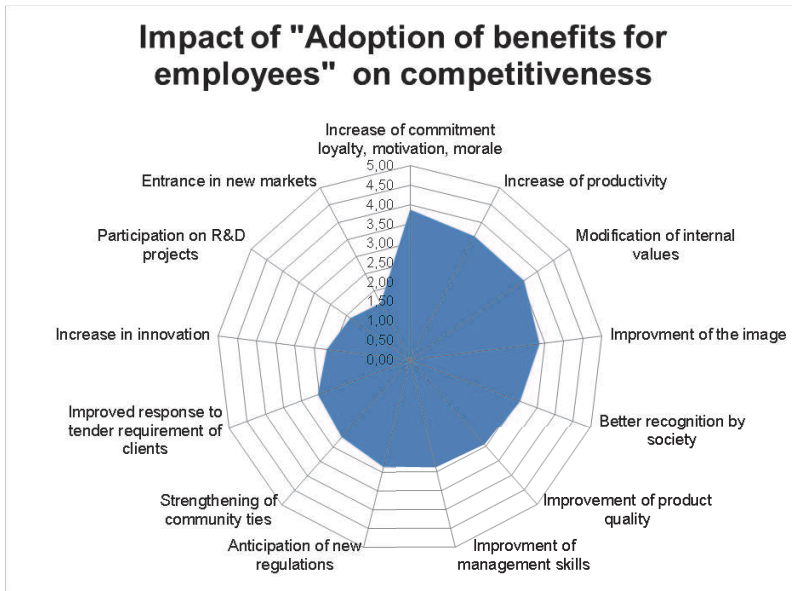 Impact of "Adoption of benefits for
employees" on competitiveness
Increase of commitment
loyalty, motivation, morale
Increase of productivity
Modification of internal
values
Improvment of the image
Better recognition by
society
Improvement of product
quality
Improvment of
management skills
Anticipation of new
regulations
Strengthening of
community ties
Improved response to
tender requirement of
clients
Increase in innovation
Participation on R&D
projects
Entrance in new markets
5,00
4,50
4,00
3,50
3,00
2,50
2,00
1,50
1,00
0,50
0,00